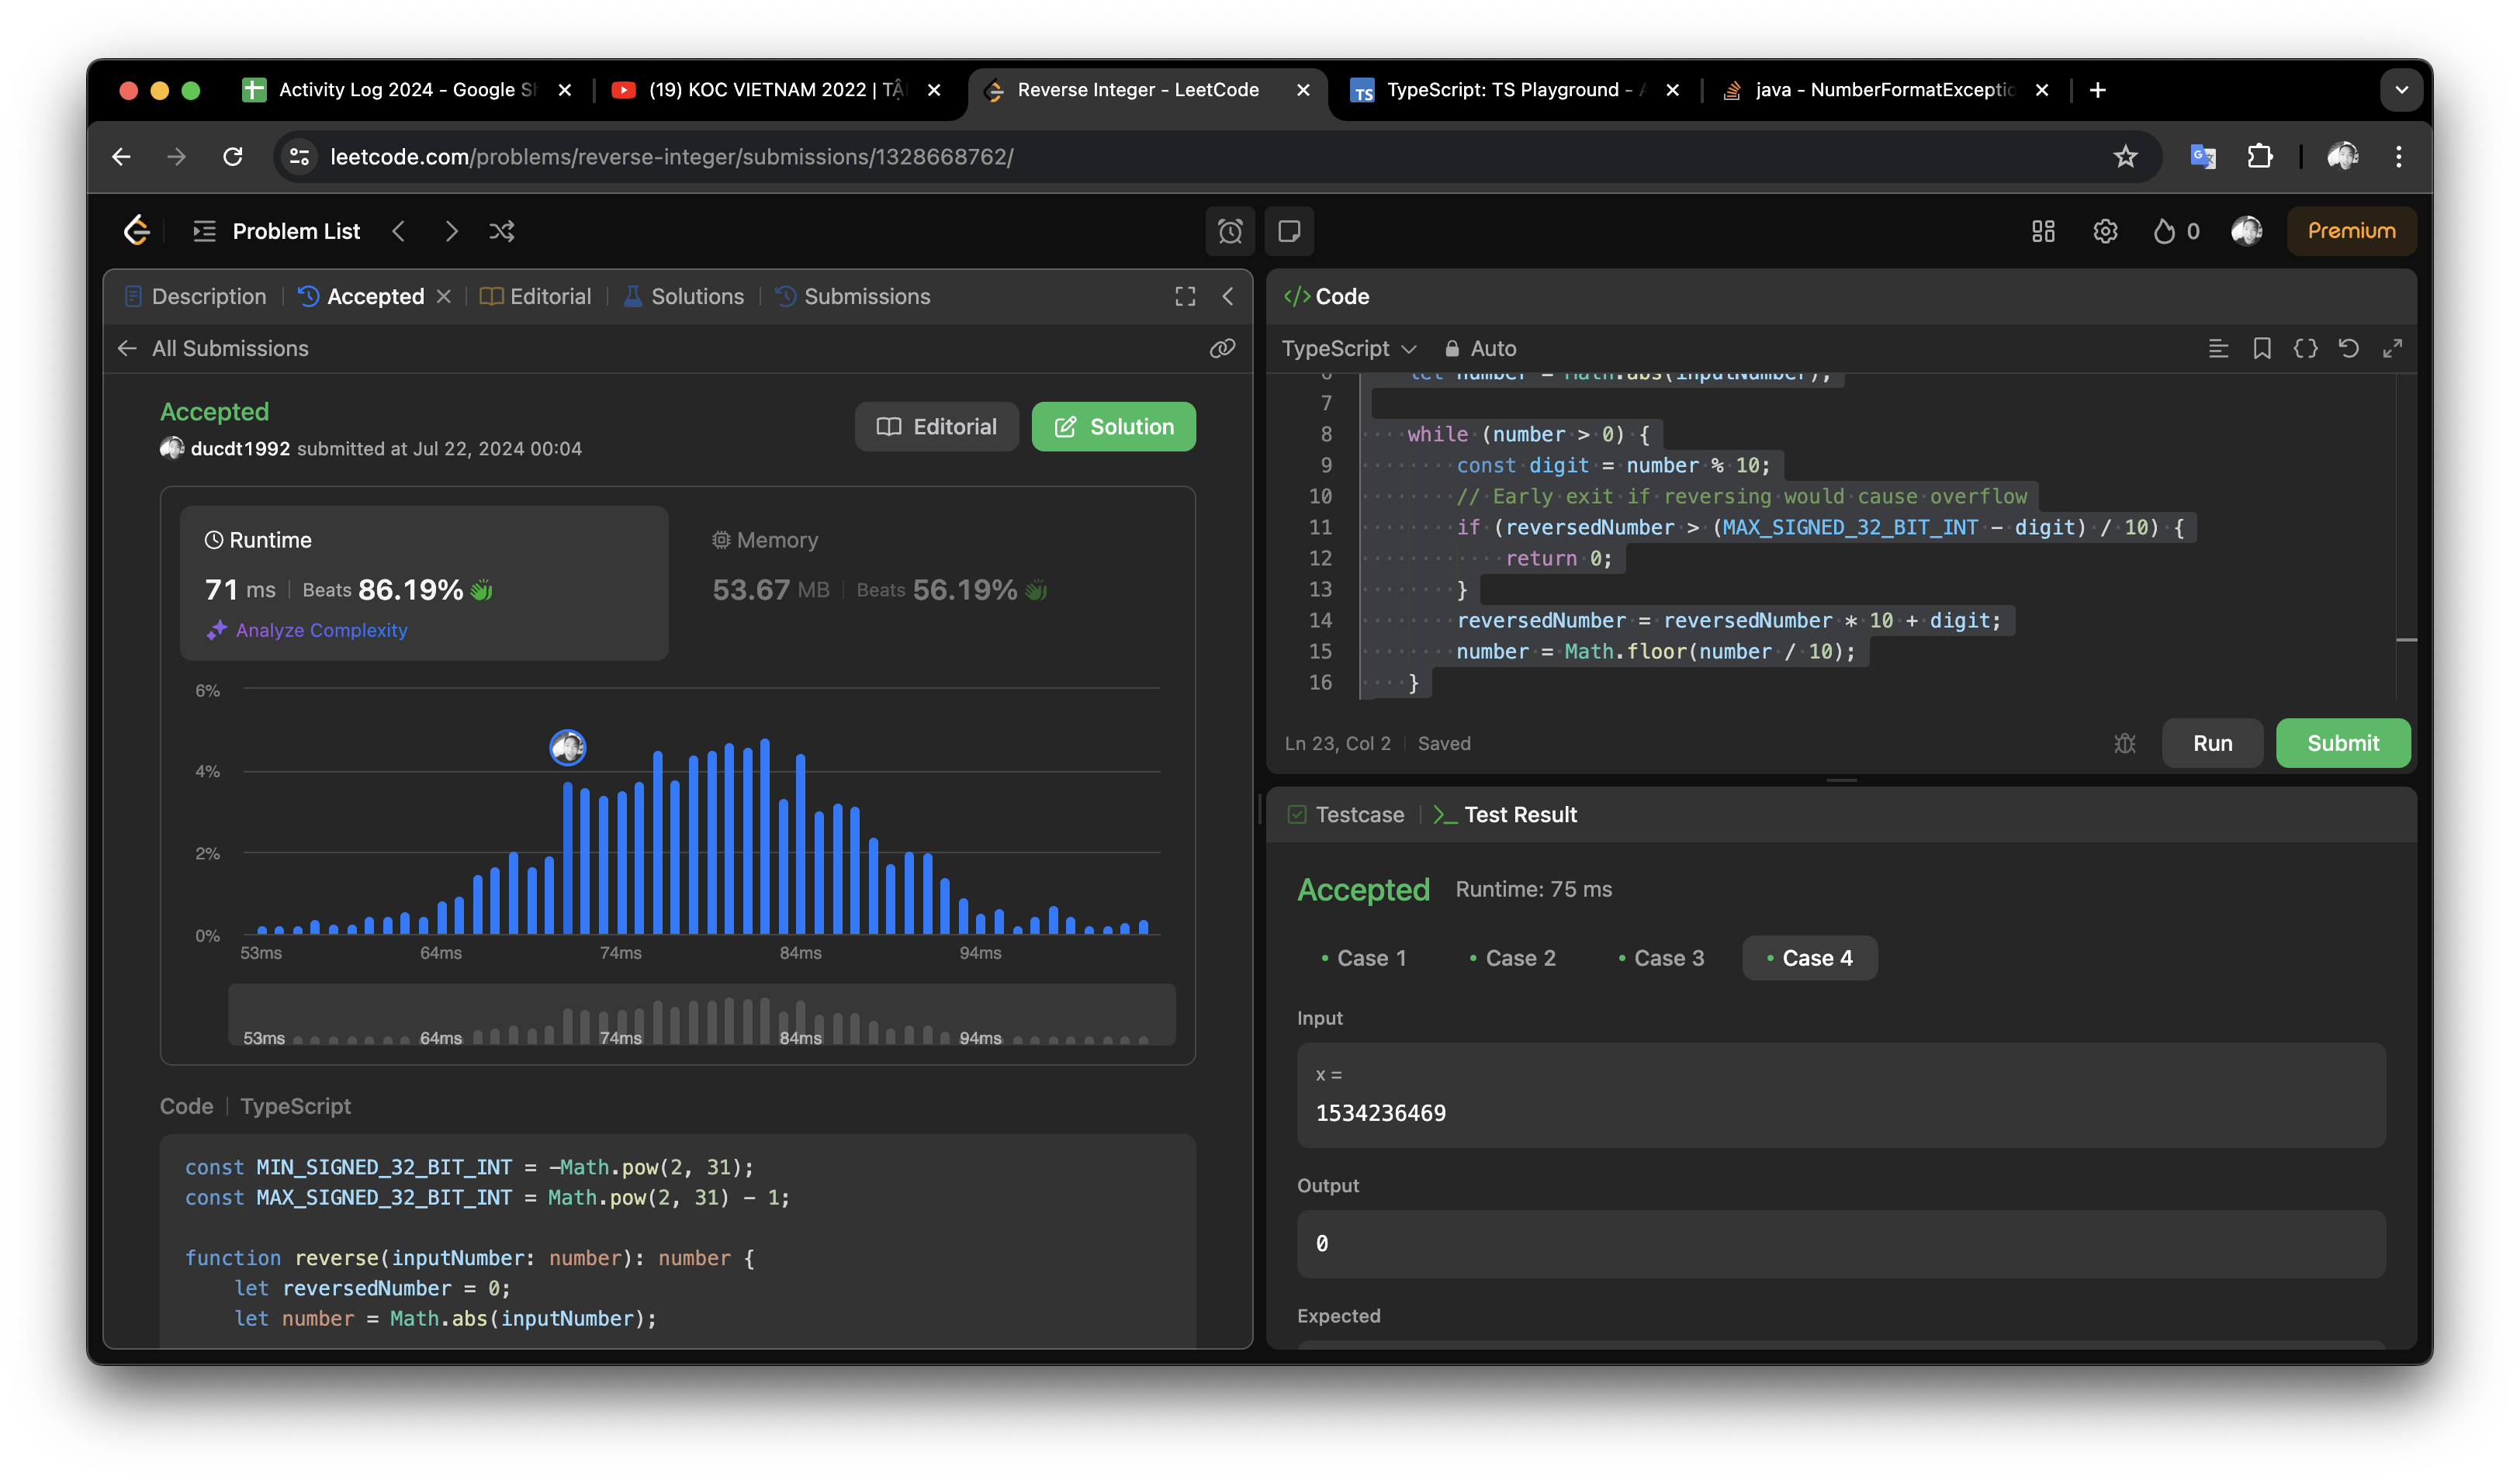 Activity Log 2024 - Google Sh
(19) KOC VIETNAM 2022 | TẬ
Reverse Integer - LeetCode
TypeScript: TS Playground - A
java - NumberFormatExceptio
leetcode.com/problems/reverse-integer/submissions/1328668762/
Problem List
0
Premium
Description
Accepted
Editorial
Solutions
Submissions
All Submissions
Accepted
ducdt1992 submitted at Jul 22, 2024 00:04
Editorial
Solution
Runtime
71 ms | Beats 86.19%
Analyze Complexity
Memory
53.67 MB | Beats 56.19%
6%
4%
2%
0%
53ms 64ms 74ms 84ms 94ms
53ms 64ms 74ms 84ms 94ms
Code | TypeScript
const MIN_SIGNED_32_BIT_INT = -Math.pow(2, 31);
const MAX_SIGNED_32_BIT_INT = Math.pow(2, 31) - 1;
function reverse(inputNumber: number): number {
let reversedNumber = 0;
let number = Math.abs(inputNumber);
</> Code
TypeScript
Auto
6 let number = Math.abs(inputNumber);
7
8 while (number > 0) {
9 const digit = number % 10;
10 // Early exit if reversing would cause overflow
11 if (reversedNumber > (MAX_SIGNED_32_BIT_INT - digit) / 10) {
12 return 0;
13 }
14 reversedNumber = reversedNumber * 10 + digit;
15 number = Math.floor(number / 10);
16 }
Ln 23, Col 2 | Saved
Run
Submit
Testcase
Test Result
Accepted Runtime: 75 ms
Case 1
Case 2
Case 3
Case 4
Input
x =
1534236469
Output
0
Expected